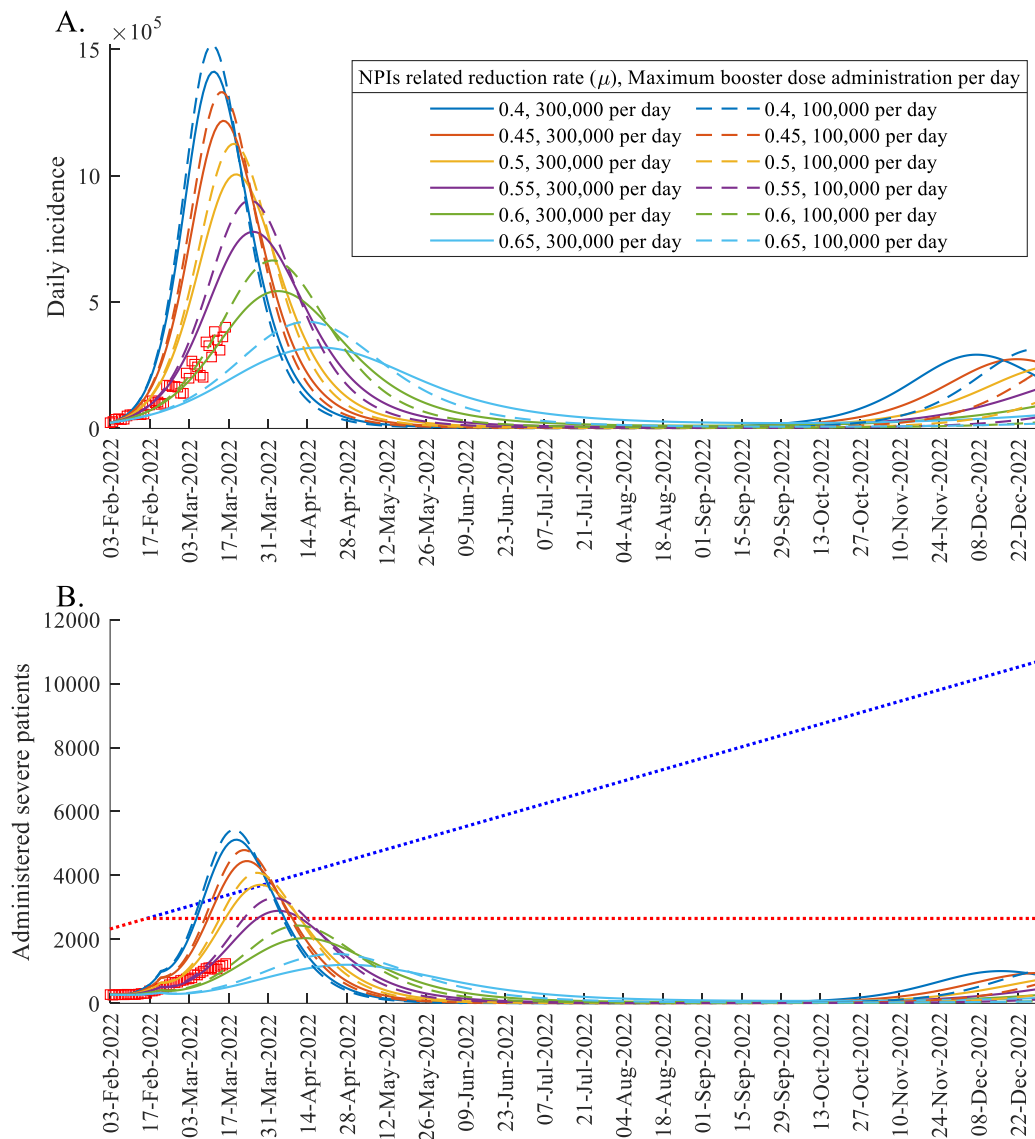 A.
×10⁵
15
10
5
0
Daily incidence
NPIs related reduction rate (μ), Maximum booster dose administration per day
0.4, 300,000 per day 0.4, 100,000 per day
0.45, 300,000 per day 0.45, 100,000 per day
0.5, 300,000 per day 0.5, 100,000 per day
0.55, 300,000 per day 0.55, 100,000 per day
0.6, 300,000 per day 0.6, 100,000 per day
0.65, 300,000 per day 0.65, 100,000 per day
03-Feb-2022
17-Feb-2022
03-Mar-2022
17-Mar-2022
31-Mar-2022
14-Apr-2022
28-Apr-2022
12-May-2022
26-May-2022
09-Jun-2022
23-Jun-2022
07-Jul-2022
21-Jul-2022
04-Aug-2022
18-Aug-2022
01-Sep-2022
15-Sep-2022
29-Sep-2022
13-Oct-2022
27-Oct-2022
10-Nov-2022
24-Nov-2022
08-Dec-2022
22-Dec-2022
B.
12000
10000
8000
6000
4000
2000
0
Administered severe patients
03-Feb-2022
17-Feb-2022
03-Mar-2022
17-Mar-2022
31-Mar-2022
14-Apr-2022
28-Apr-2022
12-May-2022
26-May-2022
09-Jun-2022
23-Jun-2022
07-Jul-2022
21-Jul-2022
04-Aug-2022
18-Aug-2022
01-Sep-2022
15-Sep-2022
29-Sep-2022
13-Oct-2022
27-Oct-2022
10-Nov-2022
24-Nov-2022
08-Dec-2022
22-Dec-2022